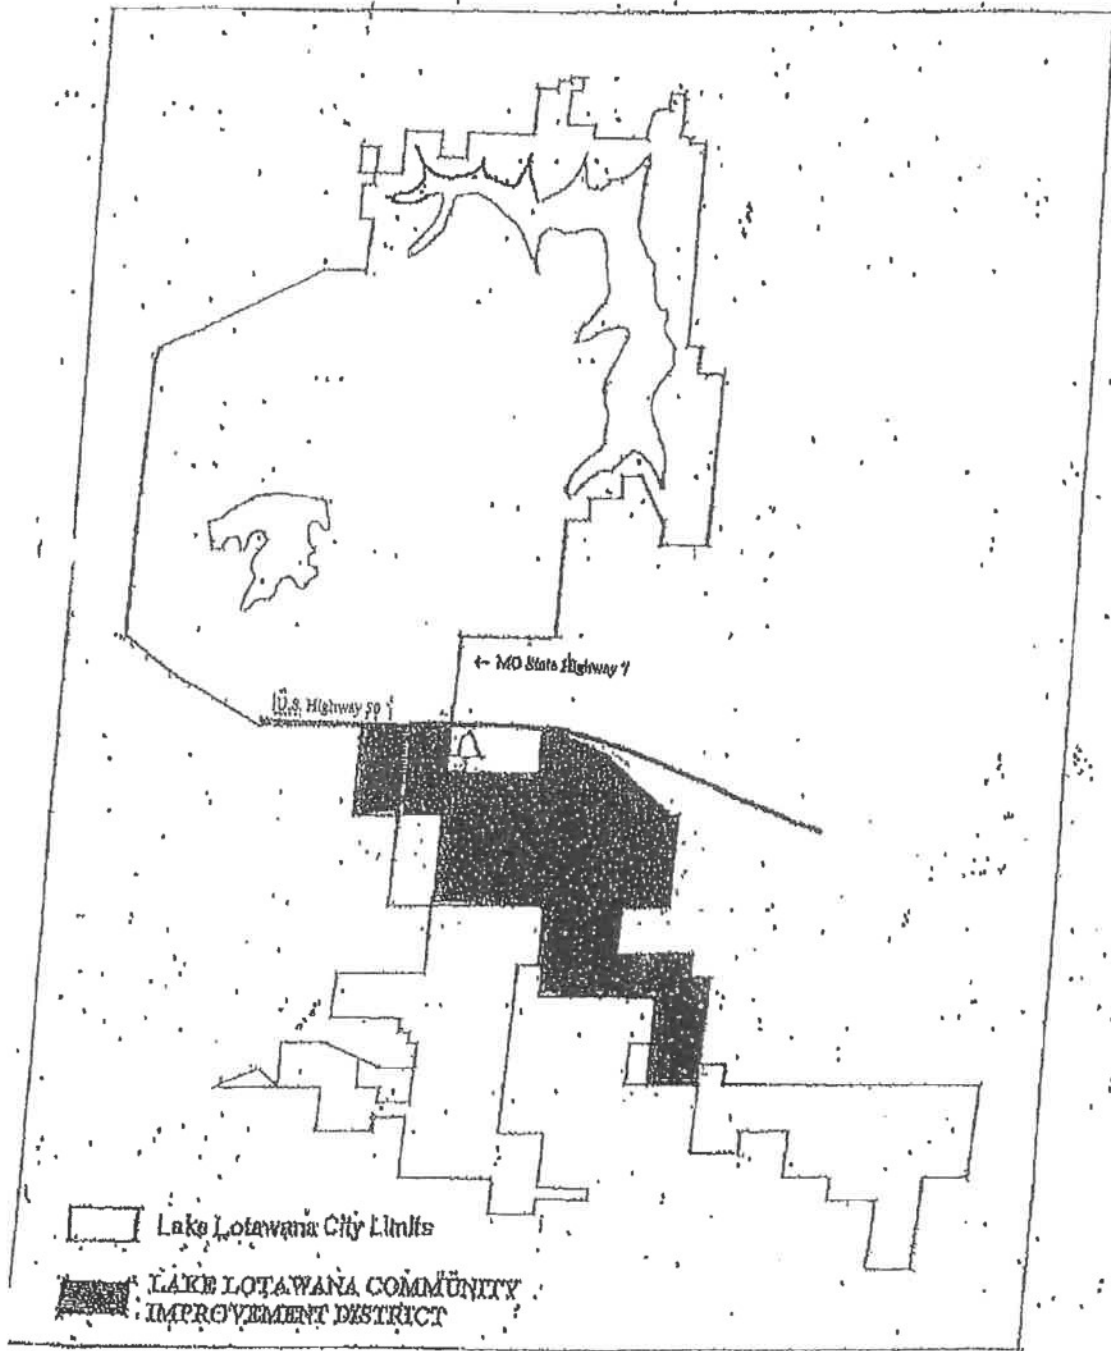 ← MO State Highway 7
U.S. Highway 50
Lake Lotawana City Limits
LAKE LOTAWANA COMMUNITY
IMPROVEMENT DISTRICT